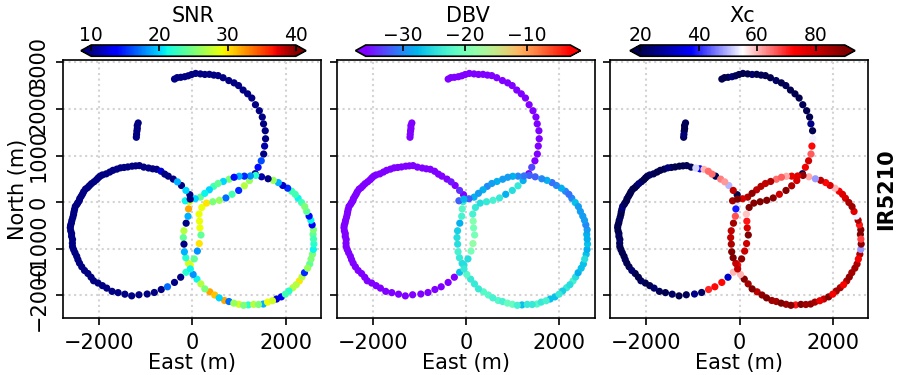 SNR DBV Xc
10 20 30 40 −30 −20 −10 20 40 60 80
3000
2000
1000
0
−1000
−2000
North (m)
IR5210
−2000 0 2000 −2000 0 2000 −2000 0 2000
East (m) East (m) East (m)